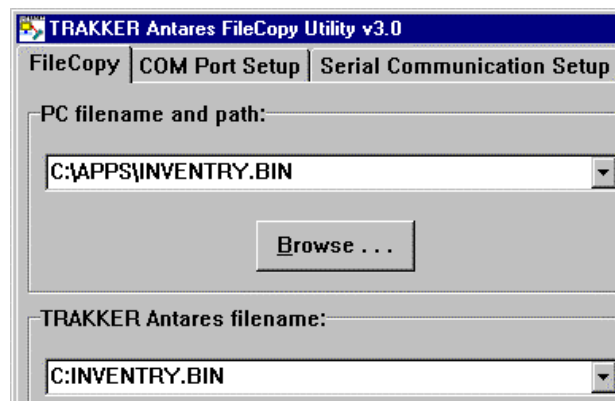 TRAKKER Antares FileCopy Utility v3.0
FileCopy COM Port Setup Serial Communication Setup
PC filename and path:
C:\APPS\INVENTRY.BIN
Browse . . .
TRAKKER Antares filename:
C:INVENTRY.BIN